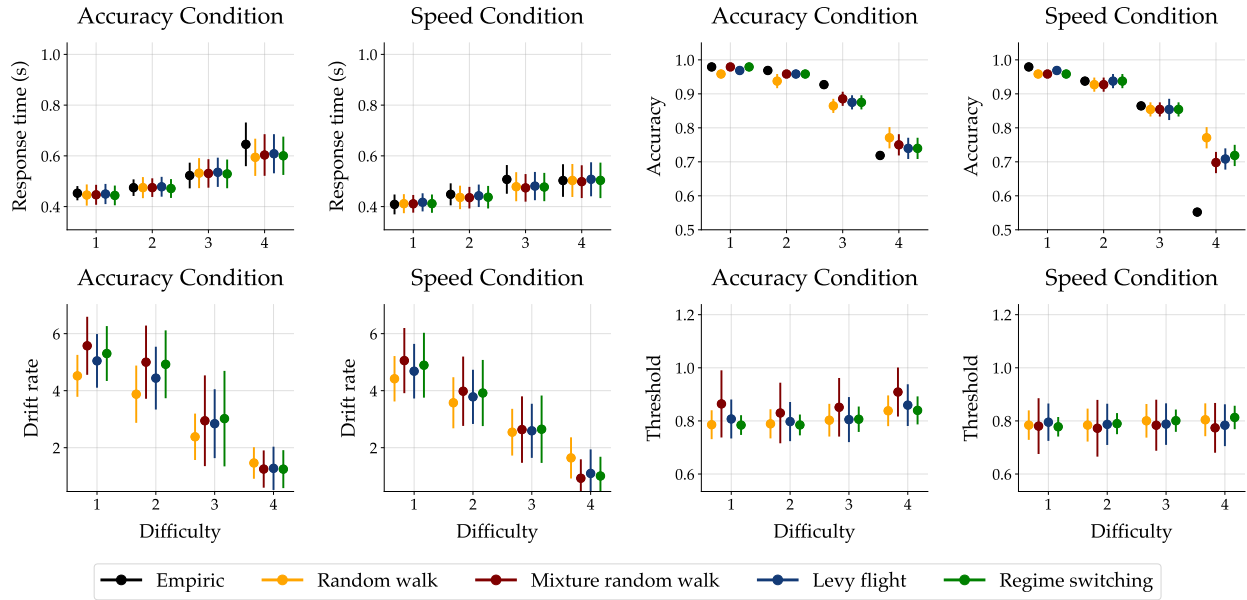 Accuracy Condition
Speed Condition
Accuracy Condition
Speed Condition
Response time (s)
1.0
0.8
0.6
0.4
1 2 3 4
Response time (s)
1.0
0.8
0.6
0.4
1 2 3 4
Accuracy
1.0
0.9
0.8
0.7
0.6
0.5
1 2 3 4
Accuracy
1.0
0.9
0.8
0.7
0.6
0.5
1 2 3 4
Accuracy Condition
Speed Condition
Accuracy Condition
Speed Condition
Drift rate
6
4
2
1 2 3 4
Difficulty
Drift rate
6
4
2
1 2 3 4
Difficulty
Threshold
1.2
1.0
0.8
0.6
1 2 3 4
Difficulty
Threshold
1.2
1.0
0.8
0.6
1 2 3 4
Difficulty
Empiric Random walk Mixture random walk Levy flight Regime switching